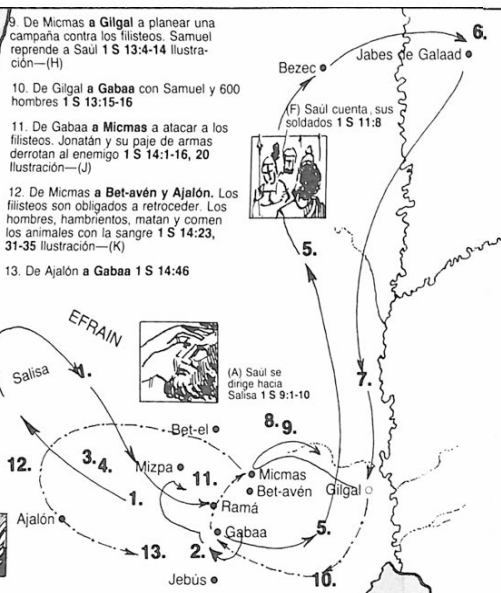 9. De Micmas a Gilgal a planear una
campaña contra los filisteos. Samuel
reprende a Saúl 1 S 13:4-14 Ilustra-
ción—(H)
10. De Gilgal a Gabaa con Samuel y 600
hombres 1 S 13:15-16
11. De Gabaa a Micmas a atacar a los
filisteos. Jonatán y su paje de armas
derrotan al enemigo 1 S 14:1-16, 20
Ilustración—(J)
12. De Micmas a Bet-avén y Ajalón. Los
filisteos son obligados a retroceder. Los
hombres, hambrientos, matan y comen
los animales con la sangre 1 S 14:23,
31-35 Ilustración—(K)
13. De Ajalón a Gabaa 1 S 14:46
6.
Jabes de Galaad
Bezec
(F) Saúl cuenta sus
soldados 1 S 11:8
5.
EFRAIN
(A) Saúl se
dirige hacia
Salisa 1 S 9:1-10
Salisa
1.
7.
Bet-el
8.
9.
12.
3.
4.
Mizpa
11.
Micmas
Bet-avén
Gilgal
1.
Ramá
Ajalón
Gabaa
5.
13.
2.
10.
Jebús